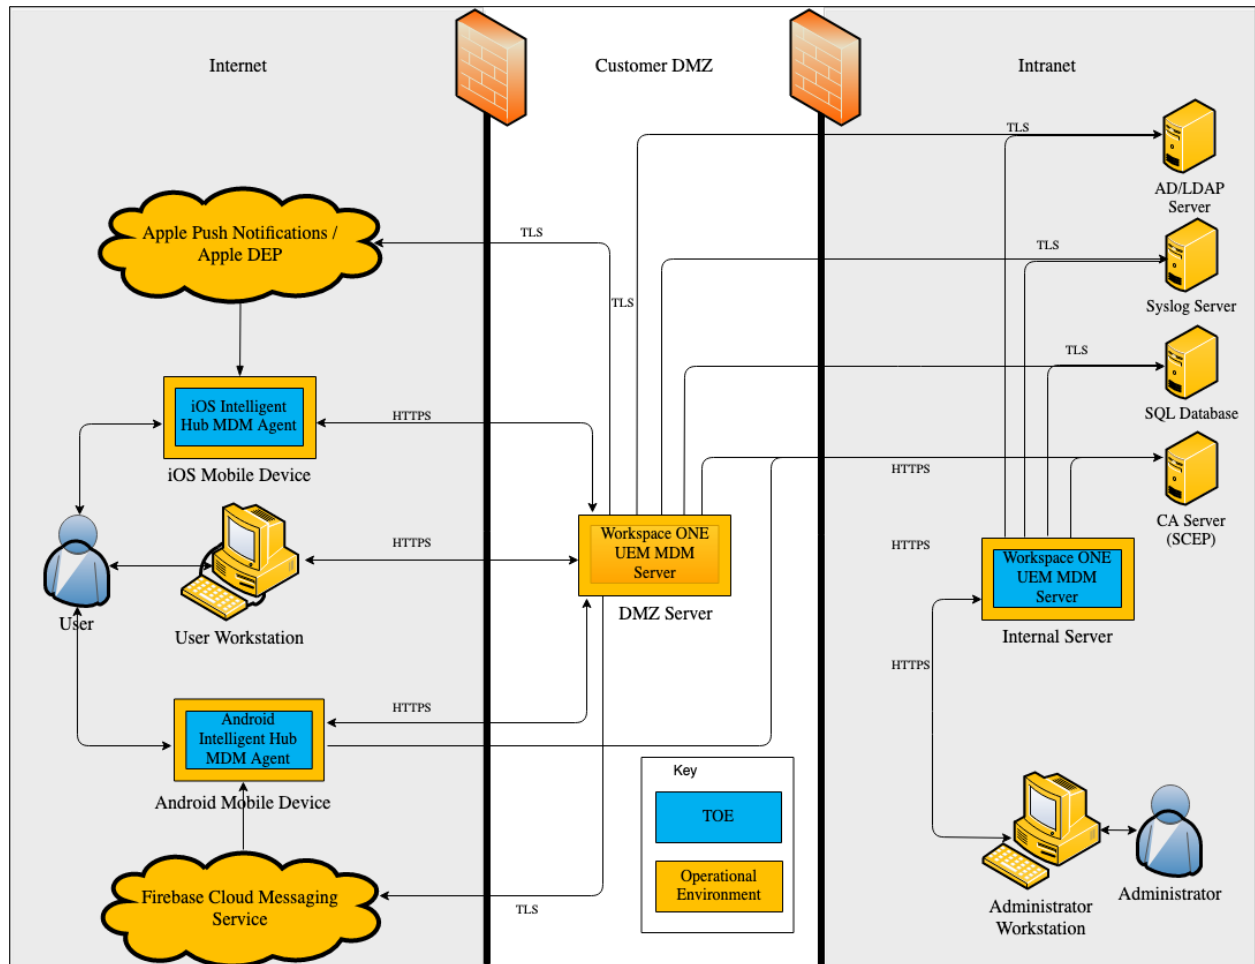 Internet
Customer DMZ
Intranet
TLS
AD/LDAP
Server
Apple Push Notifications /
Apple DEP
TLS
TLS
Syslog Server
TLS
TLS
SQL Database
iOS Intelligent
Hub MDM Agent
iOS Mobile Device
HTTPS
HTTPS
CA Server
(SCEP)
User
User Workstation
HTTPS
Workspace ONE
UEM MDM
Server
DMZ Server
HTTPS
Workspace ONE
UEM MDM
Server
Internal Server
HTTPS
Android
Intelligent Hub
MDM Agent
Android Mobile Device
HTTPS
Key
TOE
Operational
Environment
Firebase Cloud Messaging
Service
TLS
Administrator
Workstation
Administrator